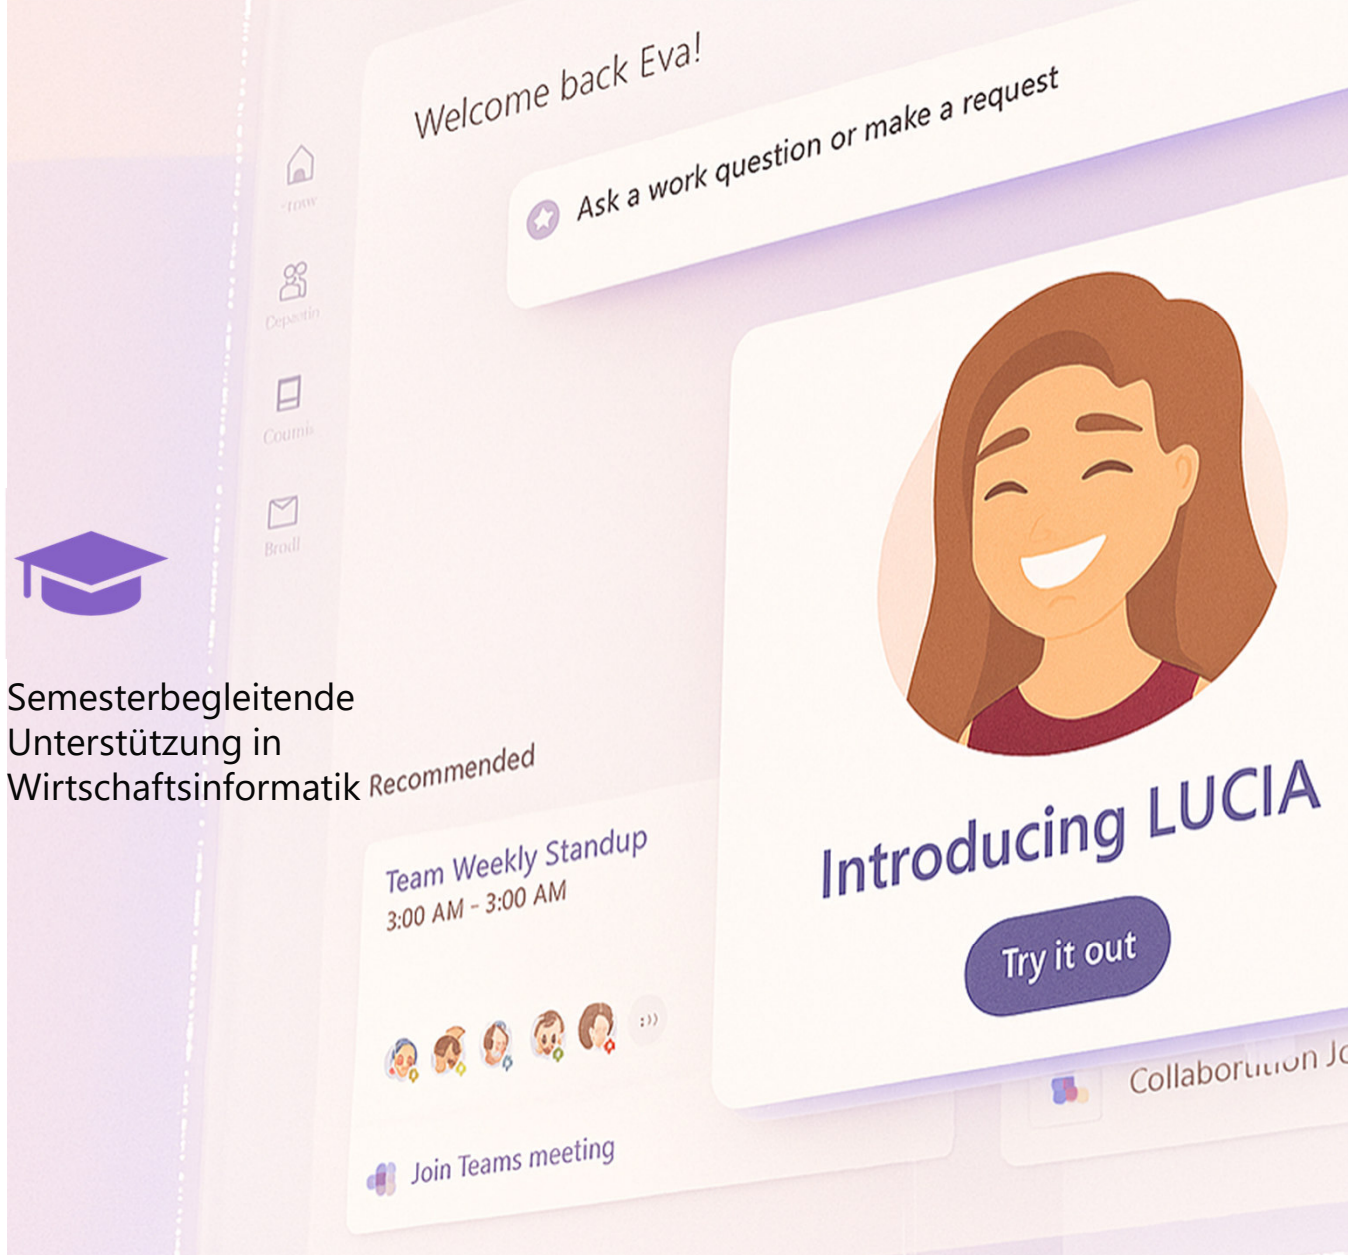 Welcome back Eva!
Ask a work question or make a request
Semesterbegleitende
Unterstützung in
Wirtschaftsinformatik
Recommended
Team Weekly Standup
3:00 AM - 3:00 AM
Join Teams meeting
Introducing LUCIA
Try it out